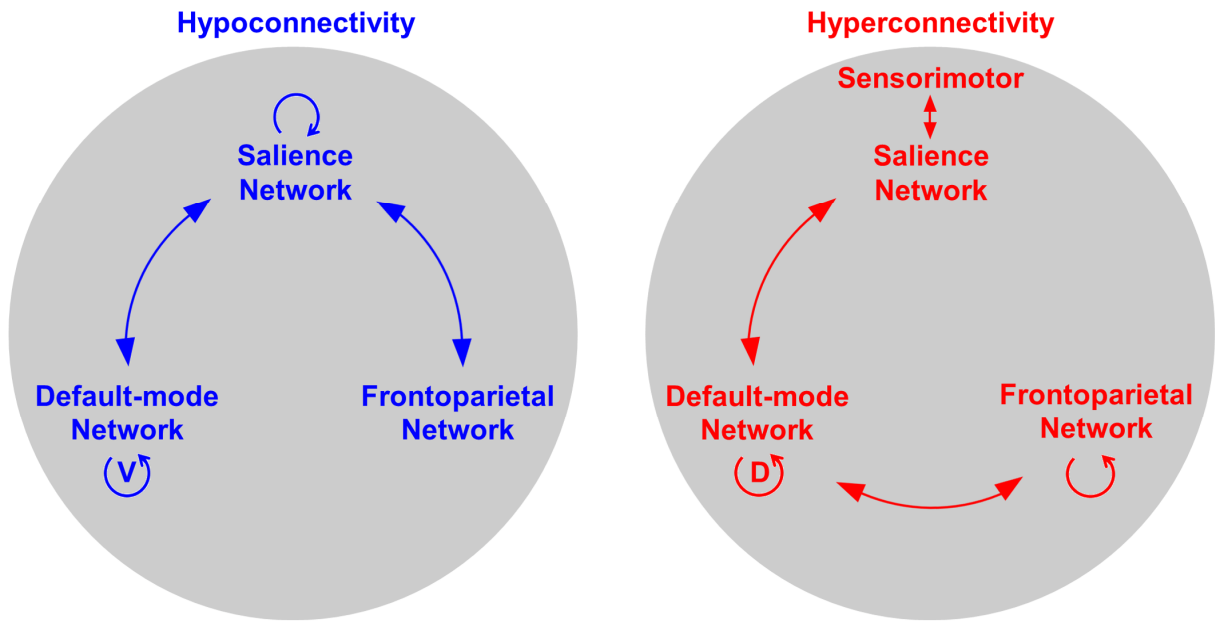 Hypoconnectivity
Salience
Network
Default-mode
Network
V
Frontoparietal
Network
Hyperconnectivity
Sensorimotor
Salience
Network
Default-mode
Network
D
Frontoparietal
Network